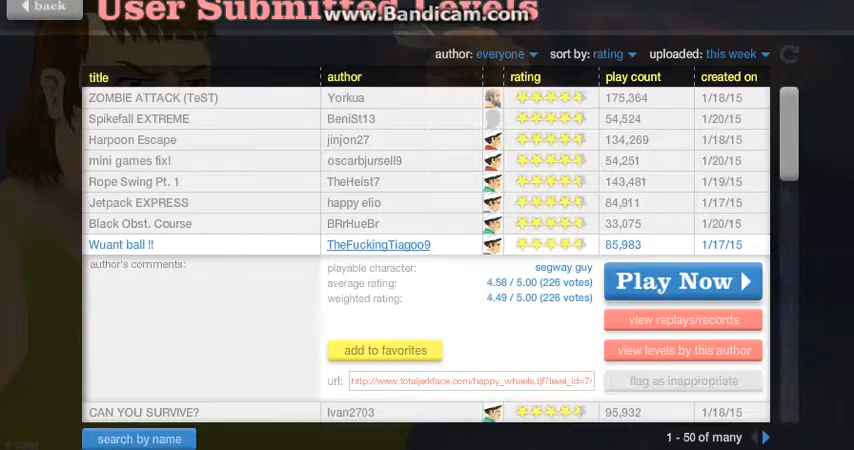 back
User Submitted Levels
www.Bandicam.com
author: everyone sort by: rating uploaded: this week
title author rating play count created on
ZOMBIE ATTACK (TeST) Yorkua 175,364 1/18/15
Spikefall EXTREME BeniSt13 54,524 1/20/15
Harpoon Escape jinjon27 134,269 1/18/15
mini games fix! oscarbjursell9 54,251 1/20/15
Rope Swing Pt. 1 TheHeist7 143,481 1/19/15
Jetpack EXPRESS happy elio 84,911 1/17/15
Black Obst. Course BRrHueBr 33,075 1/20/15
Wuant ball !! TheFuckingTiagoo9 85,983 1/17/15
author's comments:
playable character: segway guy
average rating: 4.58 / 5.00 (226 votes)
weighted rating: 4.49 / 5.00 (226 votes)
Play Now
view replays/records
add to favorites
view levels by this author
url: http://www.totaljerkface.com/happy_wheels.tjf?level_id=7
flag as inappropriate
CAN YOU SURVIVE? Ivan2703 95,932 1/18/15
search by name
1 - 50 of many